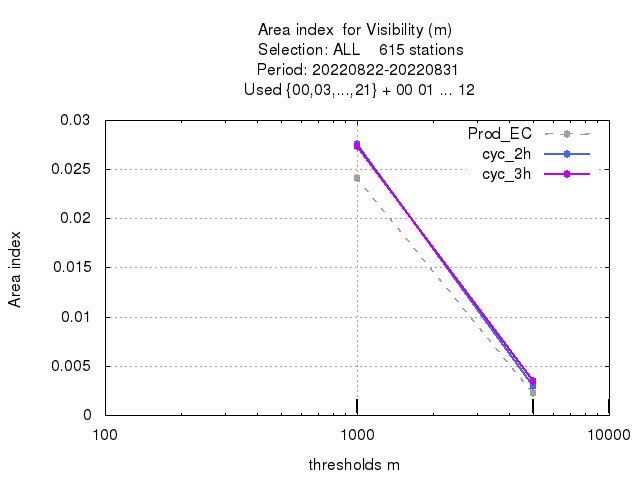 Area index  for Visibility (m)
Selection: ALL    615 stations
Period: 20220822-20220831
Used {00,03,...,21} + 00 01 ... 12
0.03
0.025
0.02
0.015
0.01
0.005
0
Area index
Prod_EC
cyc_2h
cyc_3h
100
1000
10000
thresholds m